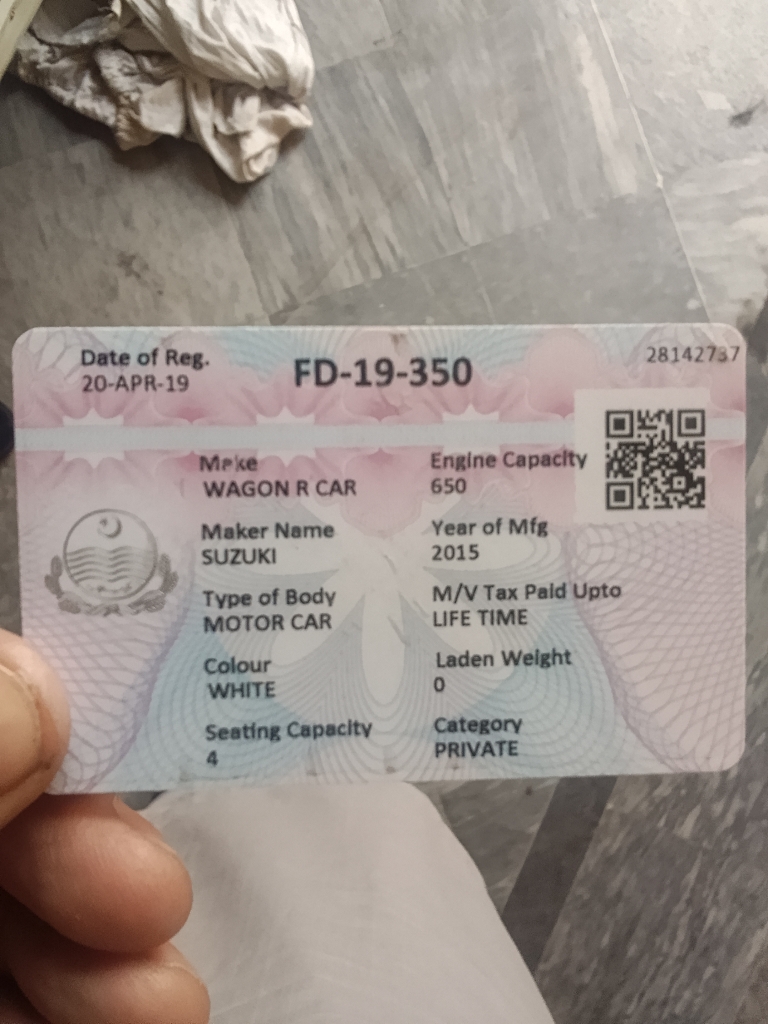 Date of Reg.
20-APR-19
FD-19-350
28142737
Make
WAGON R CAR
Engine Capacity
650
Maker Name
SUZUKI
Year of Mfg
2015
Type of Body
MOTOR CAR
M/V Tax Paid Upto
LIFE TIME
Colour
WHITE
Laden Weight
0
Seating Capacity
4
Category
PRIVATE